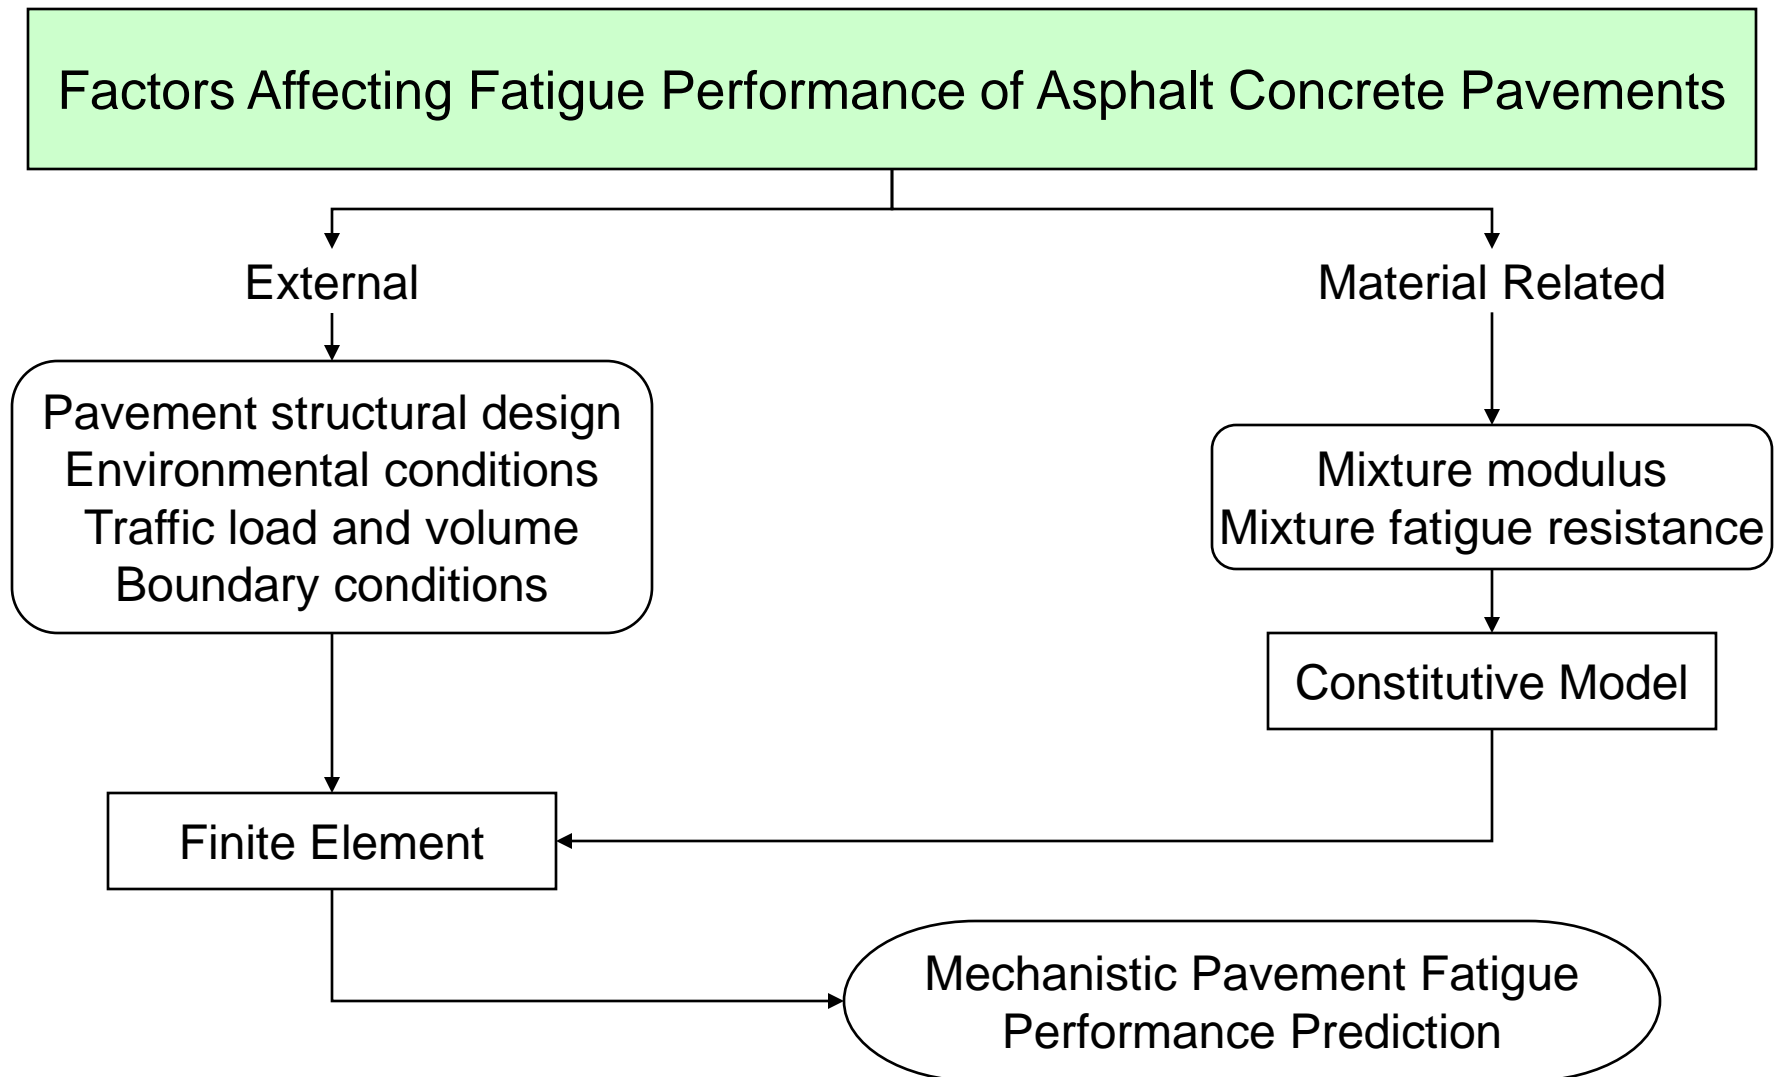 Factors Affecting Fatigue Performance of Asphalt Concrete Pavements
External
Material Related
Pavement structural design
Environmental conditions
Traffic load and volume
Boundary conditions
Mixture modulus
Mixture fatigue resistance
Constitutive Model
Finite Element
Mechanistic Pavement Fatigue
Performance Prediction